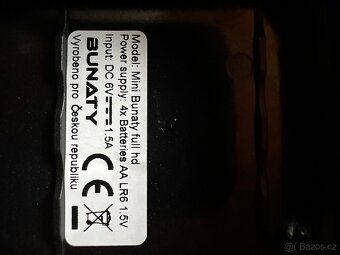 Model: Mini Bunaty full hd
Power supply: 4x Batteries AA LR6 1.5V
Input: DC 6V 1.5A
BUNATY
Vyrobeno pro Českou republiku
CE
© Bazos.cz